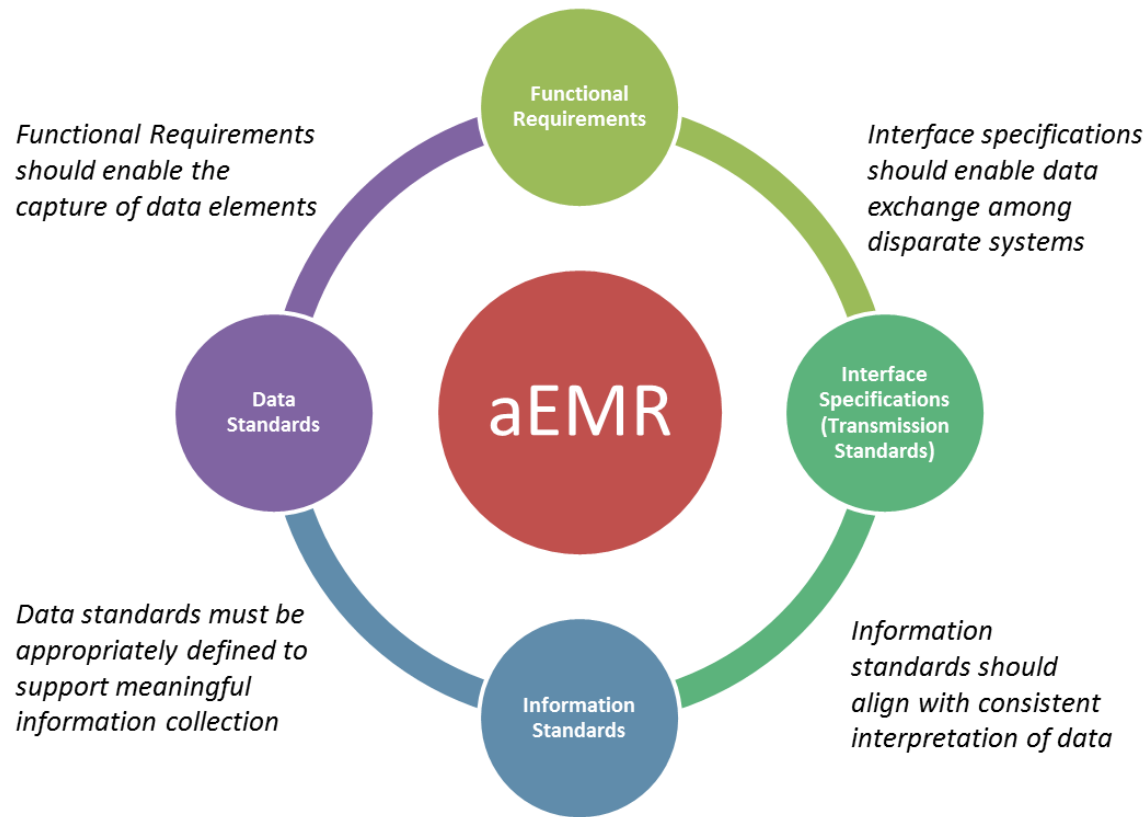 Functional
Requirements
Functional Requirements
should enable the
capture of data elements
Interface specifications
should enable data
exchange among
disparate systems
Data
Standards
aEMR
Interface
Specifications
(Transmission
Standards)
Data standards must be
appropriately defined to
support meaningful
information collection
Information
standards should
align with consistent
interpretation of data
Information
Standards